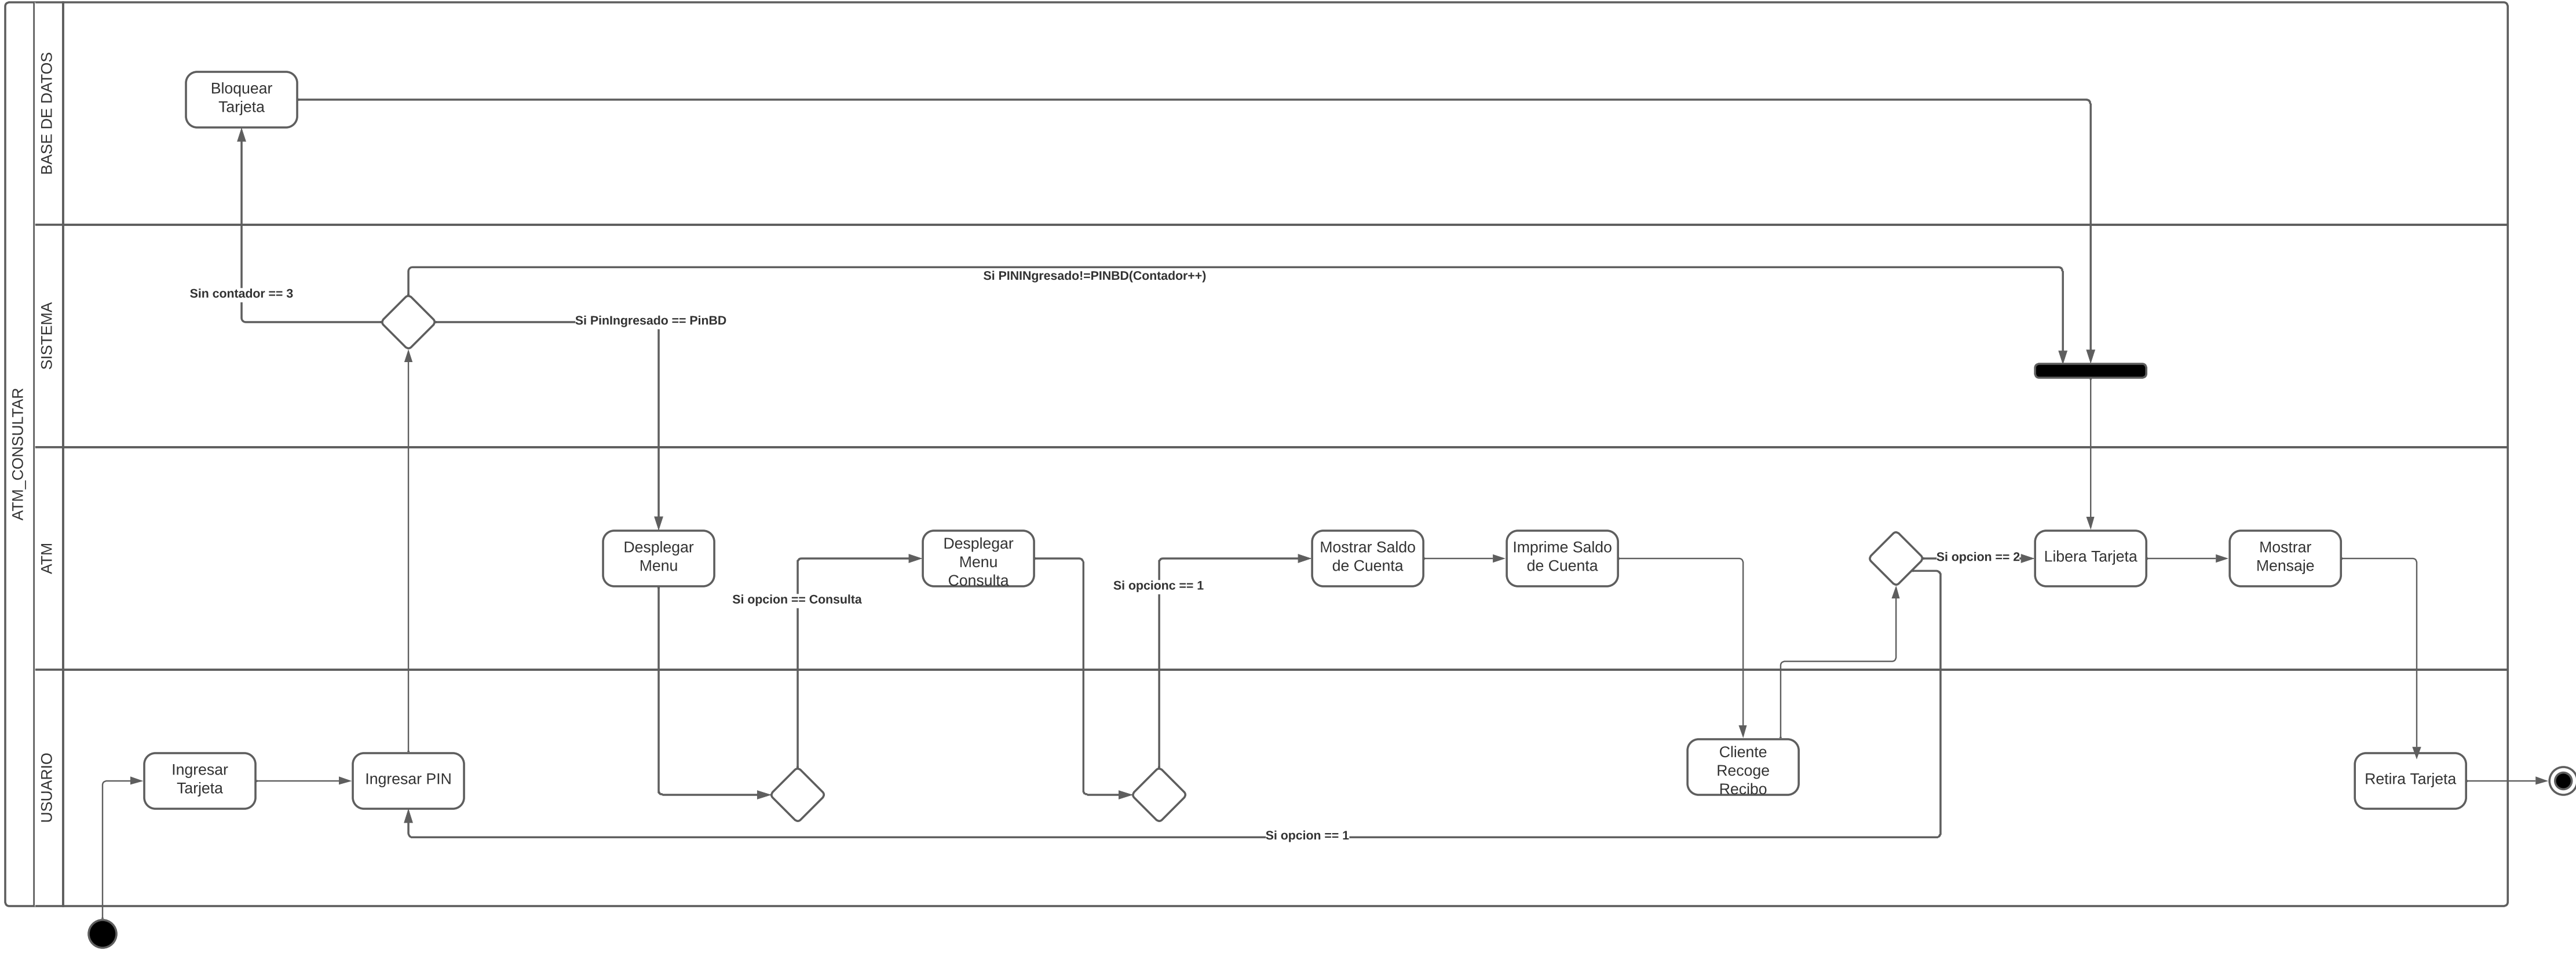 ATM_CONSULTAR
BASE DE DATOS
Bloquear
Tarjeta
SISTEMA
Sin contador == 3
Si PININgresado!=PINBD(Contador++)
Si PinIngresado == PinBD
ATM
Desplegar
Menu
Si opcion == Consulta
Desplegar
Menu
Consulta
Si opcionc == 1
Mostrar Saldo
de Cuenta
Imprime Saldo
de Cuenta
Si opcion == 2
Libera Tarjeta
Mostrar
Mensaje
USUARIO
Ingresar
Tarjeta
Ingresar PIN
Cliente
Recoge
Recibo
Retira Tarjeta
Si opcion == 1